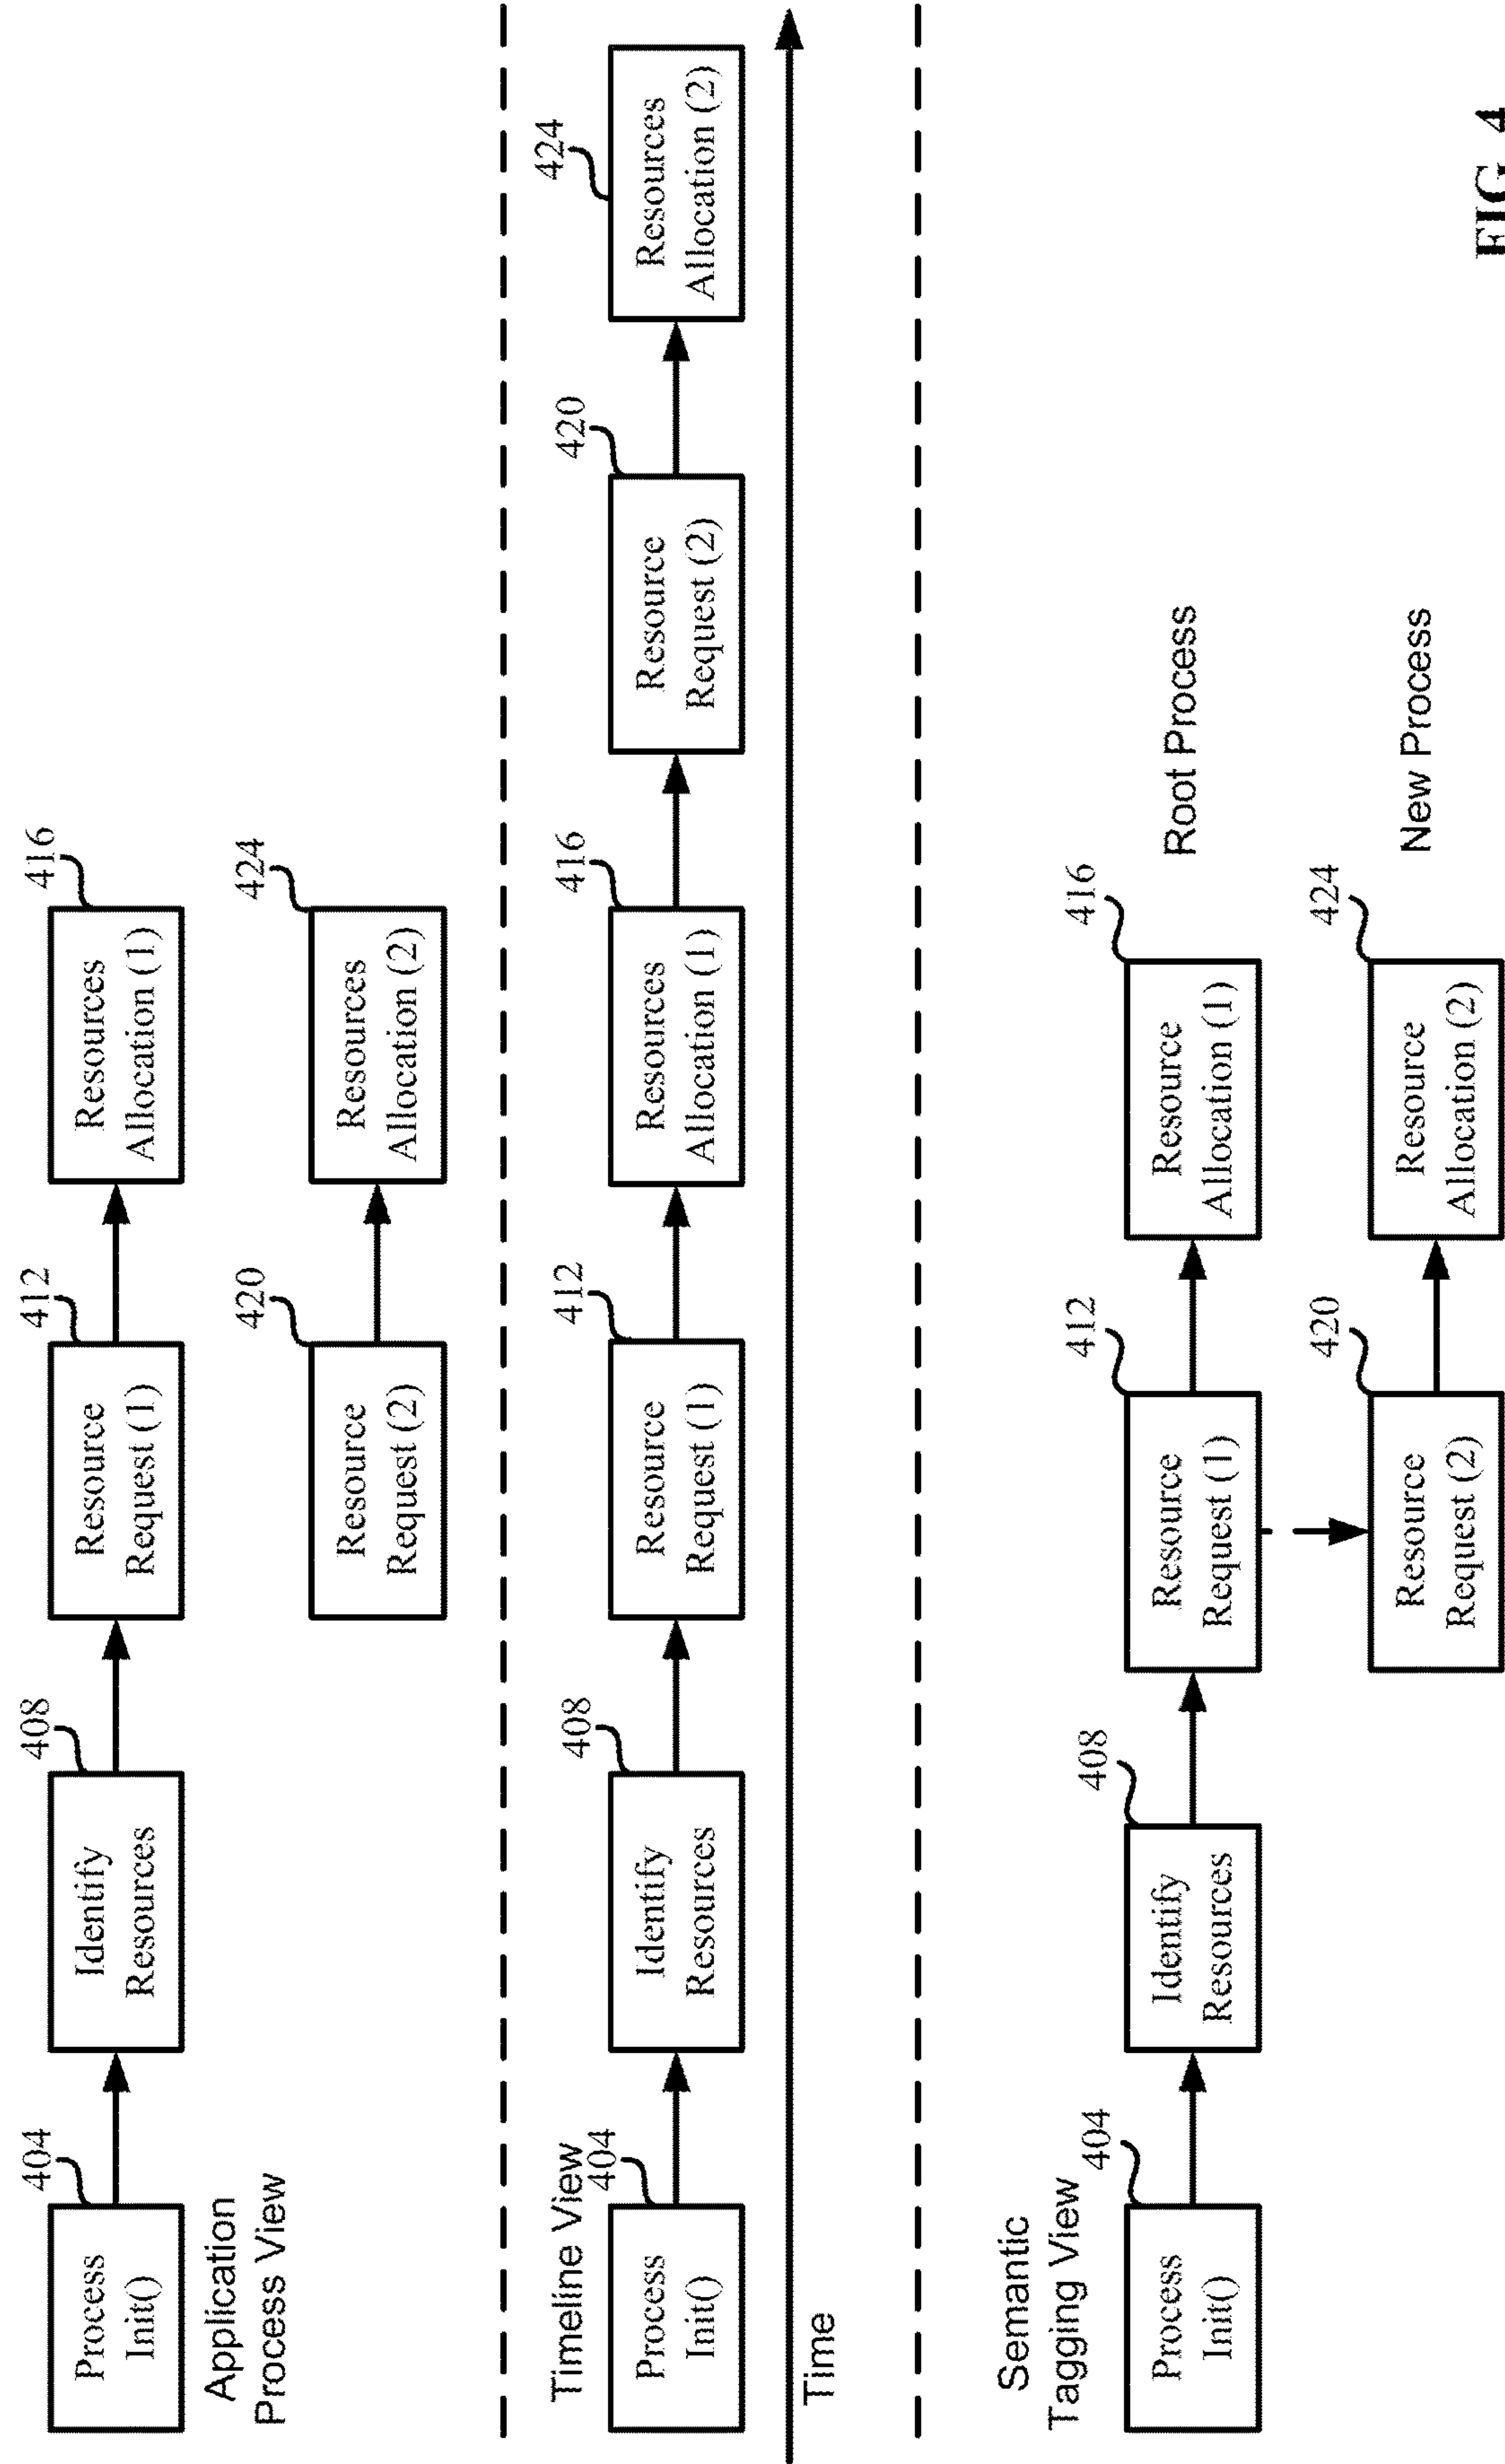 404
408
412
416
Process
Init()
Identify
Resources
Resource
Request (1)
Resources
Allocation (1)
Application
Process View
420
424
Resource
Request (2)
Resources
Allocation (2)
Timeline View
404
408
412
416
420
424
Process
Init()
Identify
Resources
Resource
Request (1)
Resources
Allocation (1)
Resource
Request (2)
Resources
Allocation (2)
Time
Semantic
Tagging View
404
408
412
416
Process
Init()
Identify
Resources
Resource
Request (1)
Resource
Allocation (1)
Root Process
420
424
Resource
Request (2)
Resource
Allocation (2)
New Process
FIG. 4